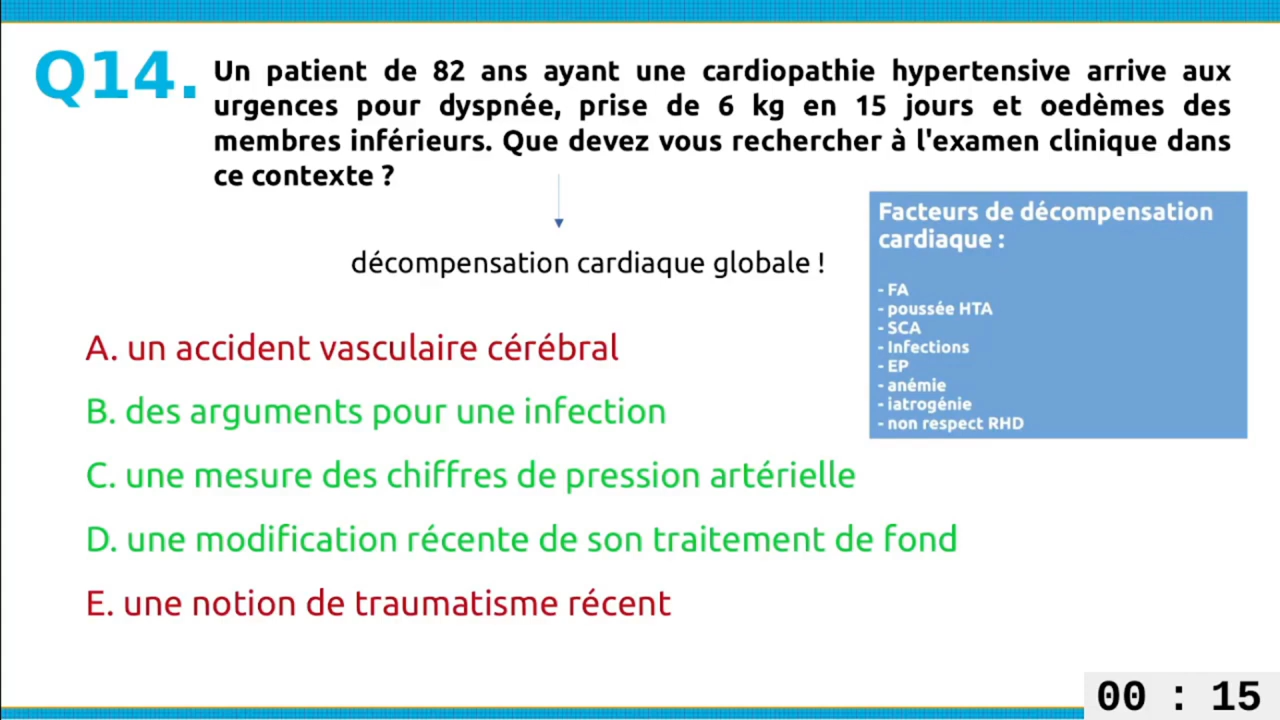 Q14.
Un patient de 82 ans ayant une cardiopathie hypertensive arrive aux
urgences pour dyspnée, prise de 6 kg en 15 jours et oedèmes des
membres inférieurs. Que devez vous rechercher à l'examen clinique dans
ce contexte ?
décompensation cardiaque globale !
Facteurs de décompensation
cardiaque :
- FA
- poussée HTA
- SCA
- Infections
- EP
- anémie
- iatrogénie
- non respect RHD
A. un accident vasculaire cérébral
B. des arguments pour une infection
C. une mesure des chiffres de pression artérielle
D. une modification récente de son traitement de fond
E. une notion de traumatisme récent
00 : 15